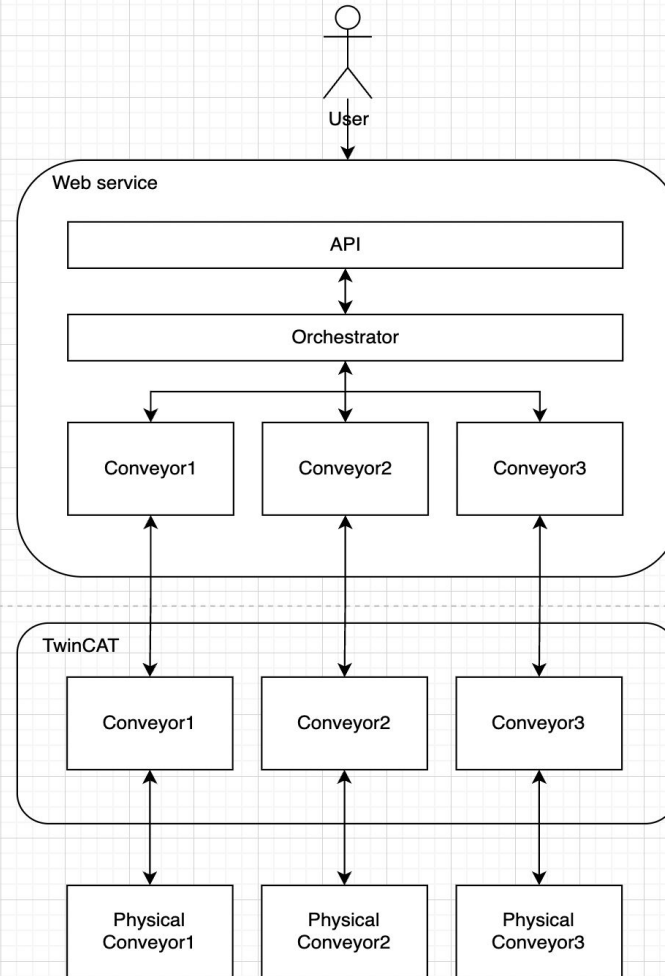 User
Web service
API
Orchestrator
Conveyor1
Conveyor2
Conveyor3
TwinCAT
Conveyor1
Conveyor2
Conveyor3
Physical
Conveyor1
Physical
Conveyor2
Physical
Conveyor3